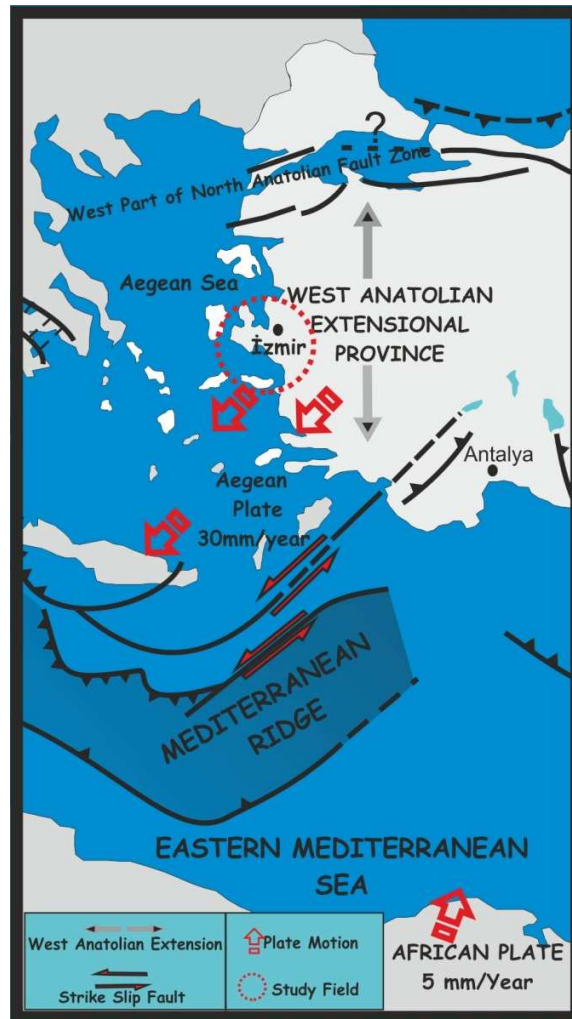 ?
West Part of North Anatolian Fault Zone
Aegean Sea
WEST ANATOLIAN
EXTENSIONAL
PROVINCE
İzmir
Antalya
Aegean
Plate
30mm/year
MEDITERRANEAN
RIDGE
EASTERN MEDITERRANEAN
SEA
AFRICAN PLATE
5 mm/Year
West Anatolian Extension
Strike Slip Fault
Plate Motion
Study Field